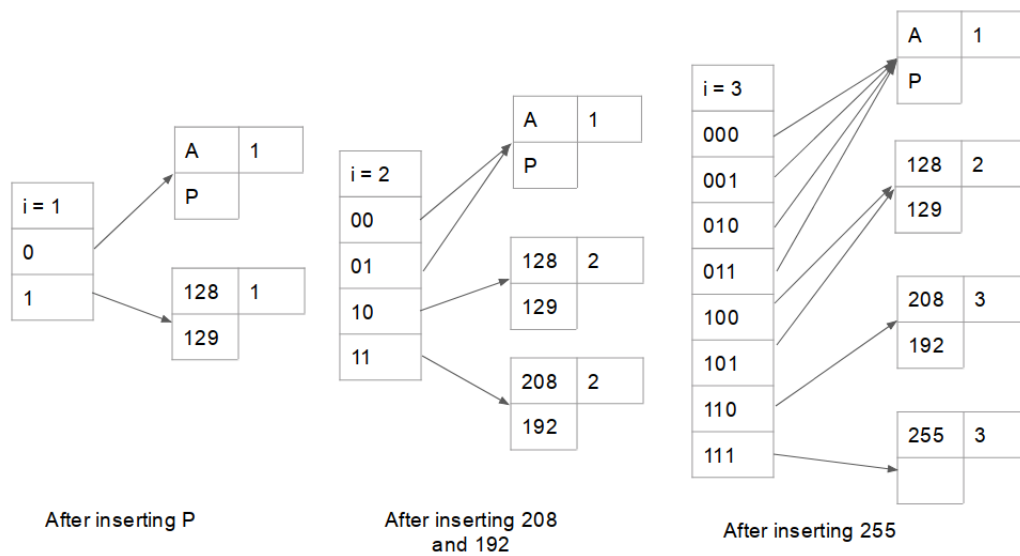 i = 1
0
1
A 1
P
128 1
129
After inserting P
i = 2
00
01
10
11
A 1
P
128 2
129
208 2
192
After inserting 208
and 192
i = 3
000
001
010
011
100
101
110
111
A 1
P
128 2
129
208 3
192
255 3
After inserting 255